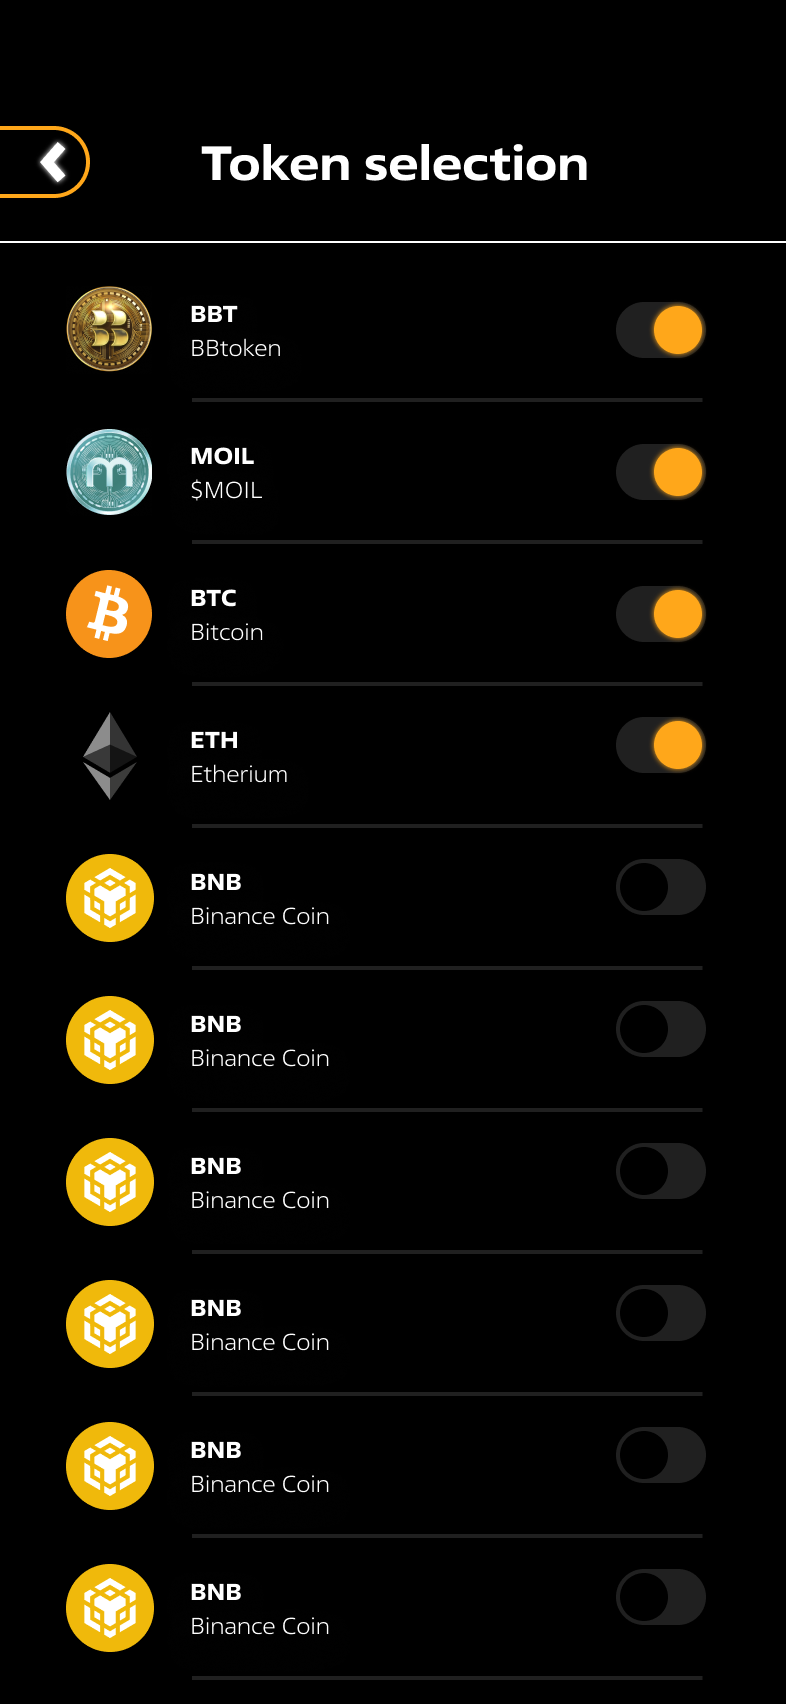 Token selection
BBT
BBtoken
MOIL
$MOIL
BTC
Bitcoin
ETH
Etherium
BNB
Binance Coin
BNB
Binance Coin
BNB
Binance Coin
BNB
Binance Coin
BNB
Binance Coin
BNB
Binance Coin